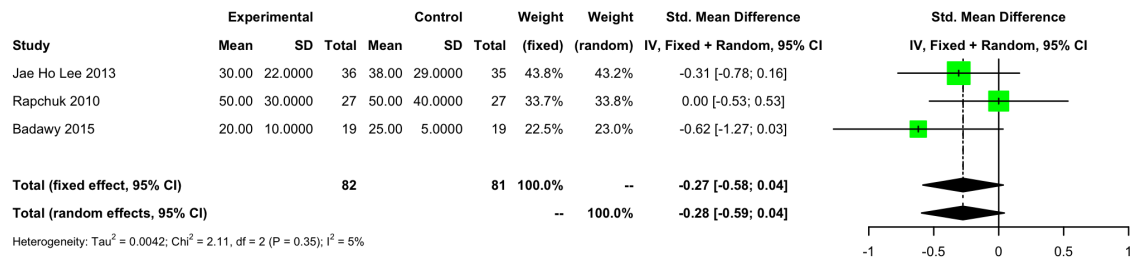 Experimental Control Weight Weight Std. Mean Difference Std. Mean Difference
Study Mean SD Total Mean SD Total (fixed) (random) IV, Fixed + Random, 95% CI IV, Fixed + Random, 95% CI
Jae Ho Lee 2013 30.00 22.0000 36 38.00 29.0000 35 43.8% 43.2% -0.31 [-0.78; 0.16]
Rapchuk 2010 50.00 30.0000 27 50.00 40.0000 27 33.7% 33.8% 0.00 [-0.53; 0.53]
Badawy 2015 20.00 10.0000 19 25.00 5.0000 19 22.5% 23.0% -0.62 [-1.27; 0.03]
Total (fixed effect, 95% CI) 82 81 100.0% -- -0.27 [-0.58; 0.04]
Total (random effects, 95% CI) -- 100.0% -0.28 [-0.59; 0.04]
Heterogeneity: Tau² = 0.0042; Chi² = 2.11, df = 2 (P = 0.35); I² = 5%
-1 -0.5 0 0.5 1